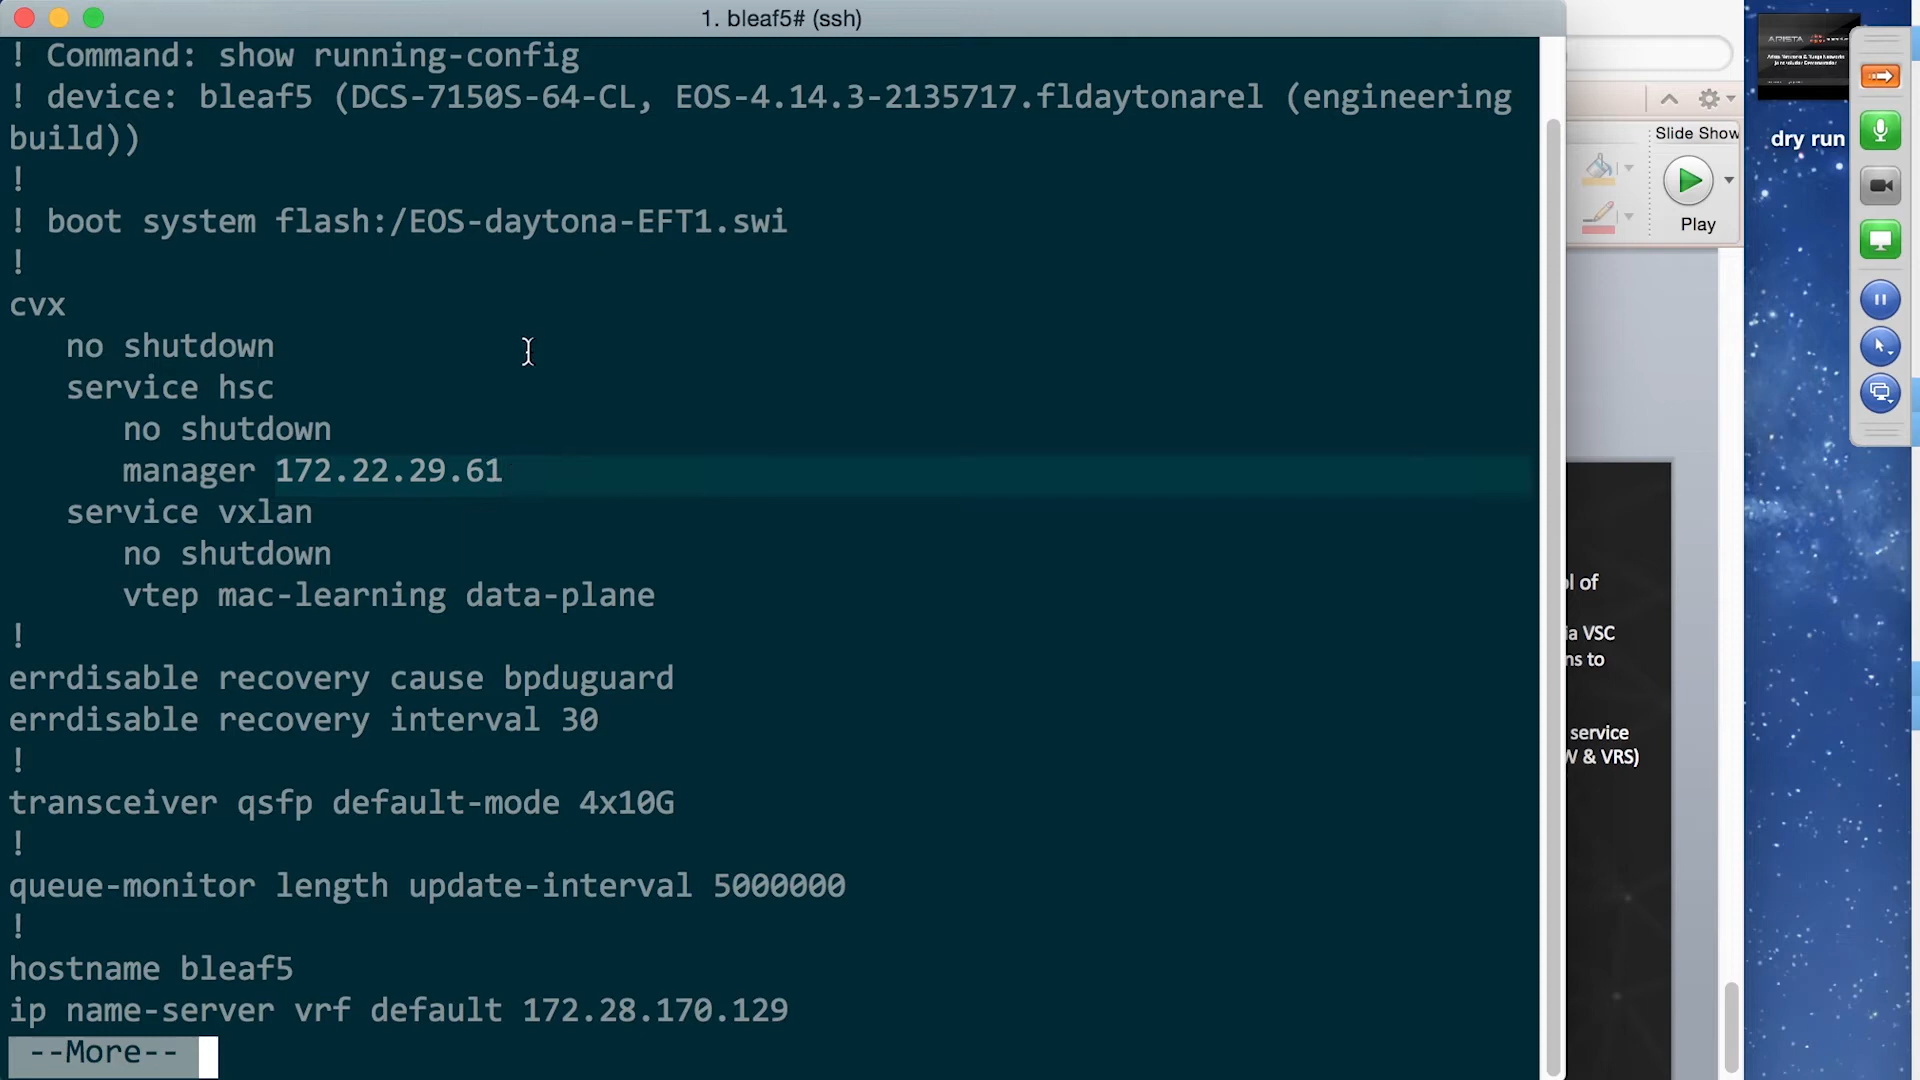 1. bleaf5# (ssh)
! Command: show running-config
! device: bleaf5 (DCS-7150S-64-CL, EOS-4.14.3-2135717.fldaytonarel (engineering
build))
!
! boot system flash:/EOS-daytona-EFT1.swi
!
cvx
no shutdown
service hsc
no shutdown
manager 172.22.29.61
service vxlan
no shutdown
vtep mac-learning data-plane
!
errdisable recovery cause bpduguard
errdisable recovery interval 30
!
transceiver qsfp default-mode 4x10G
!
queue-monitor length update-interval 5000000
!
hostname bleaf5
ip name-server vrf default 172.28.170.129
--More--
Slide Show
Play
of
VSC
to
service
& VRS)
ARISTA
dry run